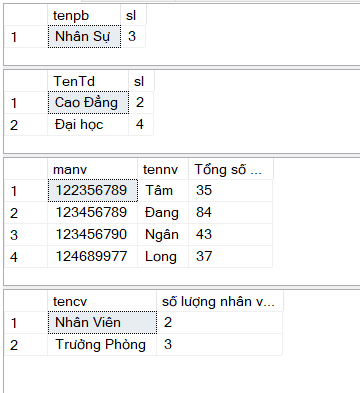 tenpb sl
1 Nhân Sự 3
TenTd sl
1 Cao Đẳng 2
2 Đại học 4
manv tennv Tổng số ...
1 122356789 Tâm 35
2 123456789 Đang 84
3 123456790 Ngân 43
4 124689977 Long 37
tencv số lượng nhân v...
1 Nhân Viên 2
2 Trưởng Phòng 3